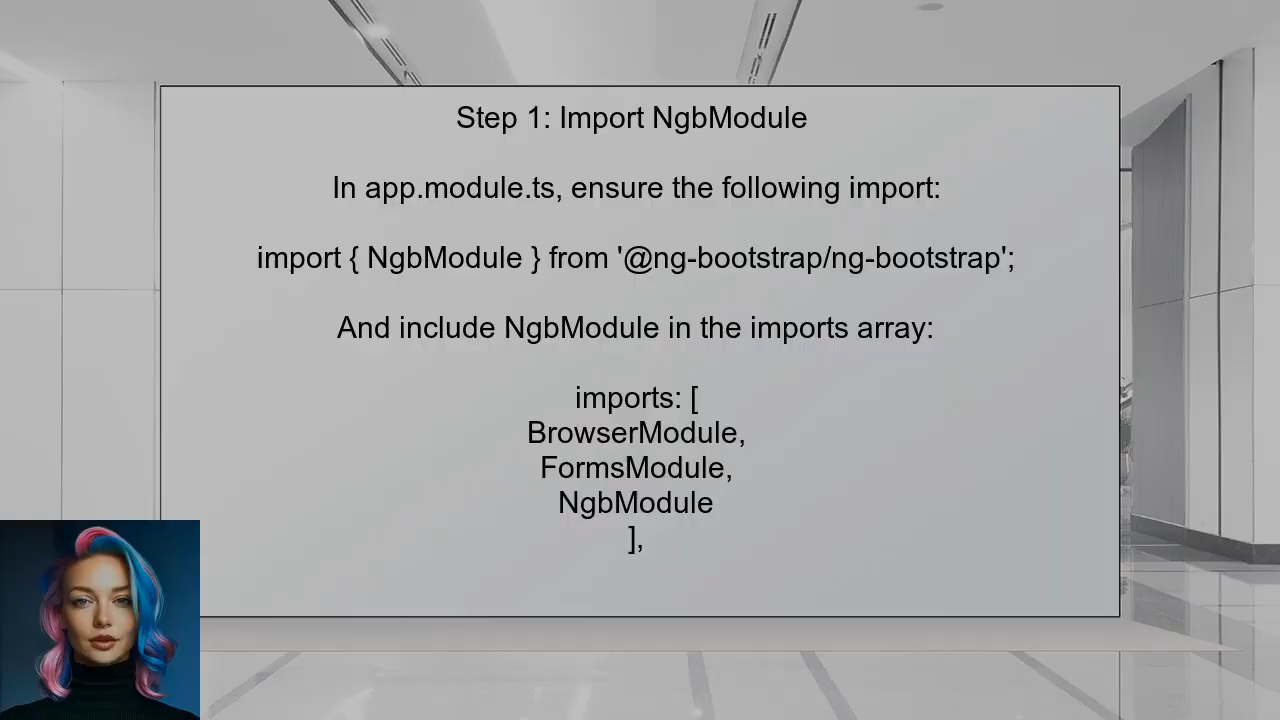 Step 1: Import NgbModule
In app.module.ts, ensure the following import:
import { NgbModule } from '@ng-bootstrap/ng-bootstrap';
And include NgbModule in the imports array:
imports: [
BrowserModule,
FormsModule,
NgbModule
],